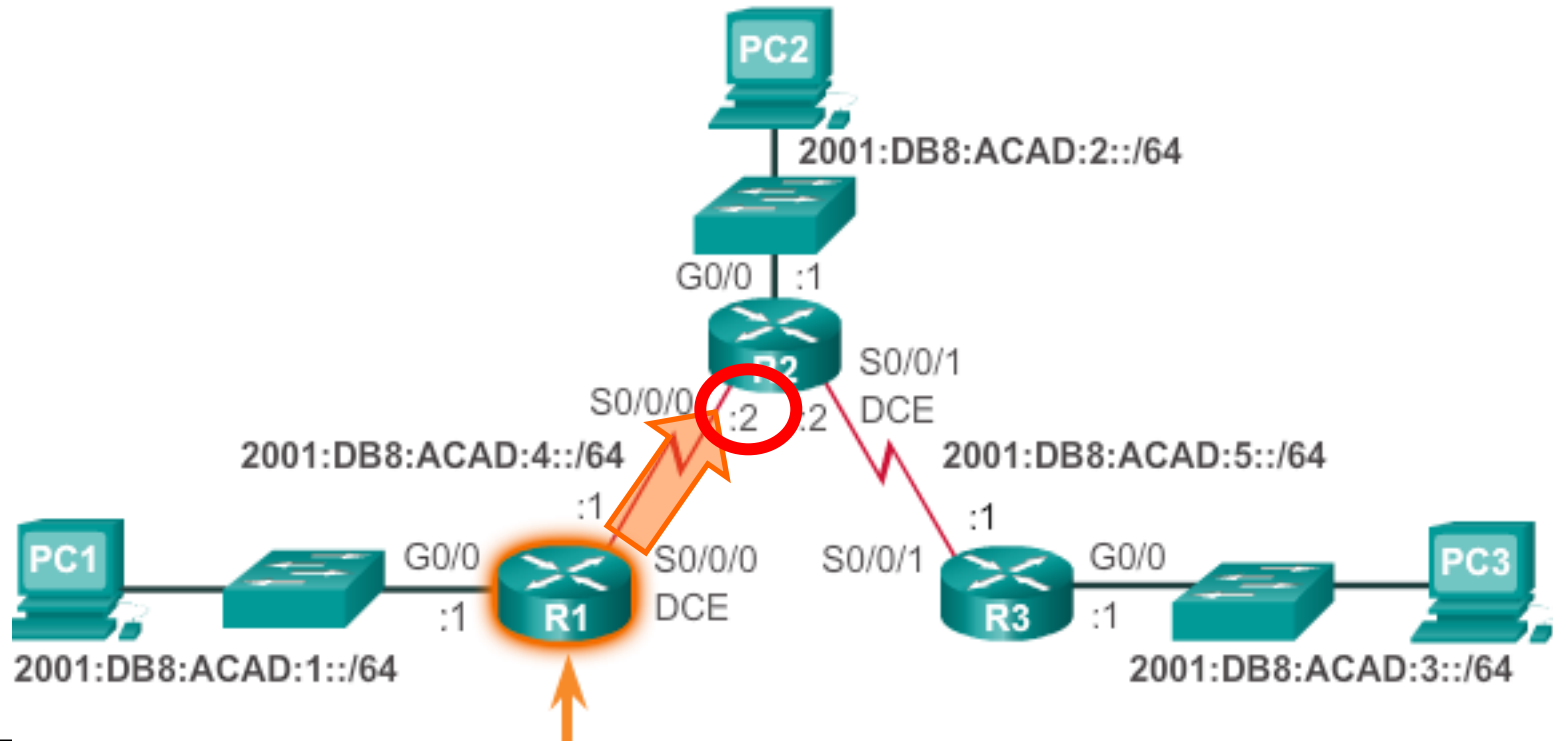 PC2
2001:DB8:ACAD:2::/64
G0/0 :1
R2
S0/0/1
S0/0/0 :2 :2 DCE
2001:DB8:ACAD:4::/64 2001:DB8:ACAD:5::/64
:1 :1
PC1 G0/0 S0/0/0 S0/0/1 G0/0 PC3
:1 R1 DCE R3 :1
2001:DB8:ACAD:1::/64 2001:DB8:ACAD:3::/64